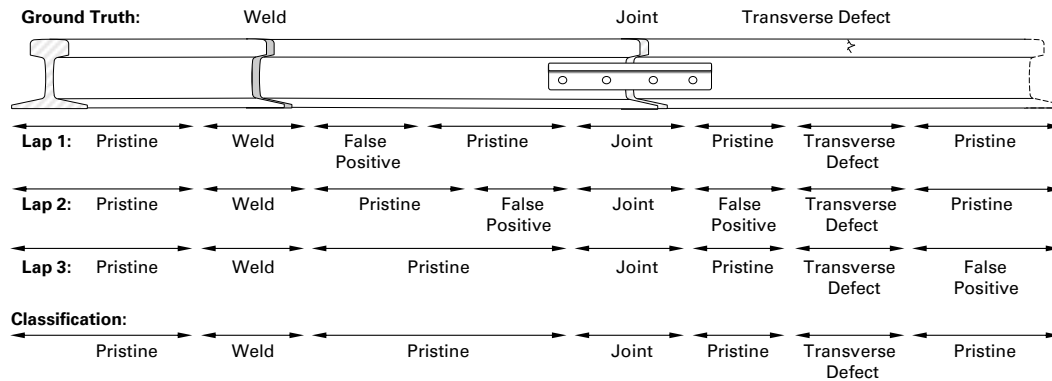 Ground Truth: Weld Joint Transverse Defect
Lap 1: Pristine Weld False Positive Pristine Joint Pristine Transverse Defect Pristine
Lap 2: Pristine Weld Pristine False Positive Joint False Positive Transverse Defect Pristine
Lap 3: Pristine Weld Pristine Joint Pristine Transverse Defect False Positive
Classification:
Pristine Weld Pristine Joint Pristine Transverse Defect Pristine